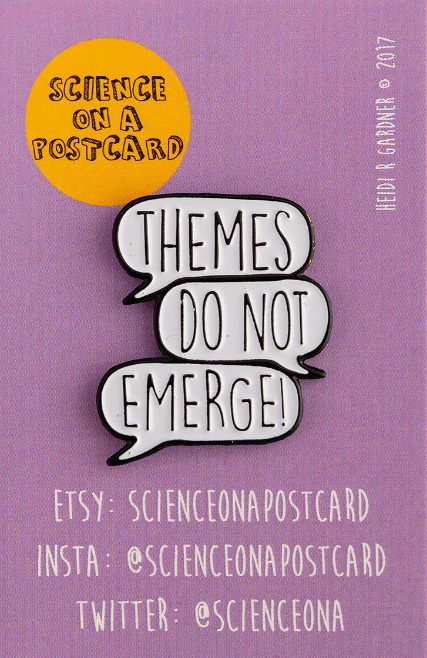 SCIENCE
ON A
POSTCARD
HEIDI R GARDNER © 2017
THEMES
DO NOT
EMERGE!
ETSY: SCIENCEONAPOSTCARD
INSTA: @SCIENCEONAPOSTCARD
TWITTER: @SCIENCEONA